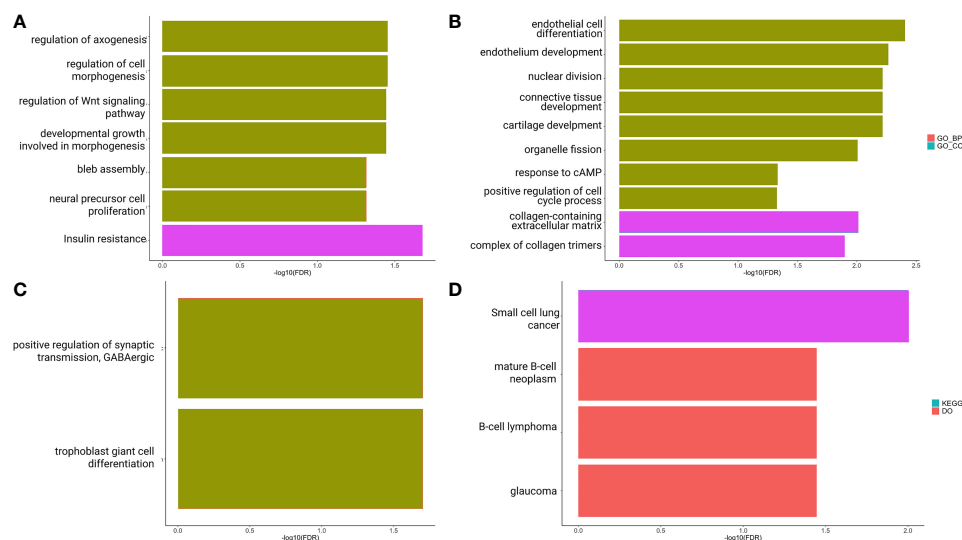 A
regulation of axogenesis
regulation of cell
morphogenesis
regulation of Wnt signaling
pathway
developmental growth
involved in morphogenesis
bleb assembly
neural precursor cell
proliferation
Insulin resistance
0.0 0.5 1.0 1.5
-log10(FDR)
B
endothelial cell
differentiation
endothelium development
nuclear division
connective tissue
development
cartilage develpment
organelle fission
response to cAMP
positive regulation of cell
cycle process
collagen-containing
extracellular matrix
complex of collagen trimers
0.0 0.5 1.0 1.5 2.0 2.5
-log10(FDR)
GO_BP
GO_CC
C
positive regulation of synaptic
transmission, GABAergic
trophoblast giant cell
differentiation
0.0 0.5 1.0 1.5
-log10(FDR)
D
Small cell lung
cancer
mature B-cell
neoplasm
B-cell lymphoma
glaucoma
0.0 0.5 1.0 1.5 2.0
-log10(FDR)
KEGG
DO